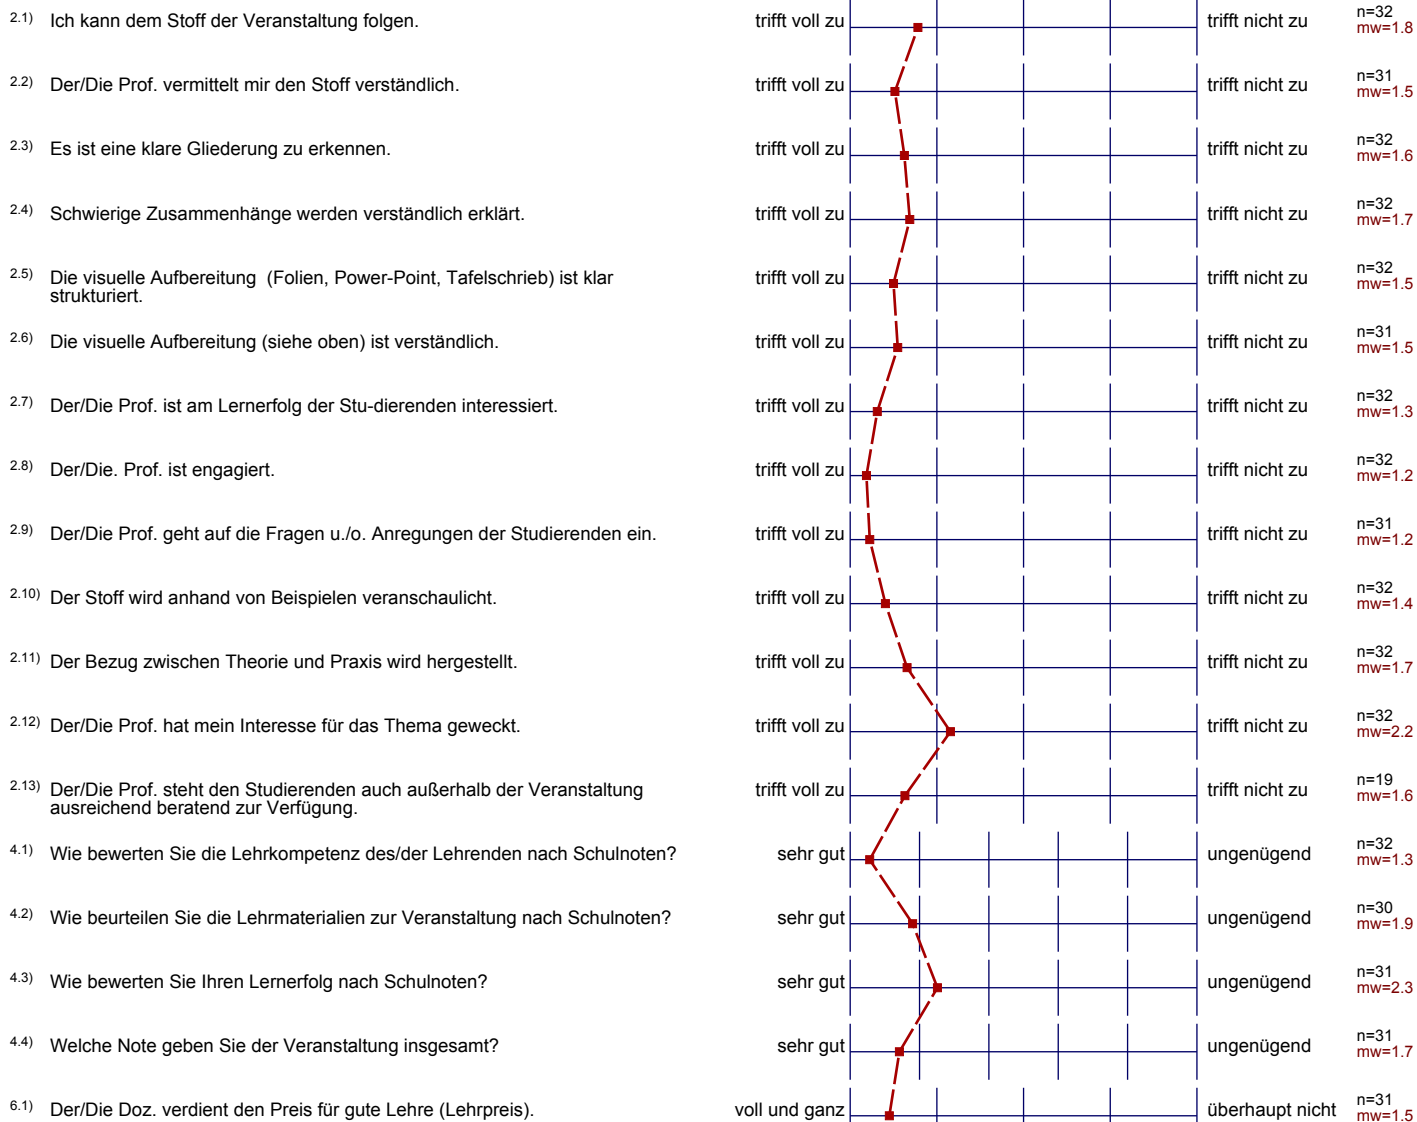 2.1) Ich kann dem Stoff der Veranstaltung folgen. trifft voll zu trifft nicht zu n=32
mw=1.8
2.2) Der/Die Prof. vermittelt mir den Stoff verständlich. trifft voll zu trifft nicht zu n=31
mw=1.5
2.3) Es ist eine klare Gliederung zu erkennen. trifft voll zu trifft nicht zu n=32
mw=1.6
2.4) Schwierige Zusammenhänge werden verständlich erklärt. trifft voll zu trifft nicht zu n=32
mw=1.7
2.5) Die visuelle Aufbereitung (Folien, Power-Point, Tafelschrieb) ist klar trifft voll zu trifft nicht zu n=32
strukturiert. mw=1.5
2.6) Die visuelle Aufbereitung (siehe oben) ist verständlich. trifft voll zu trifft nicht zu n=31
mw=1.5
2.7) Der/Die Prof. ist am Lernerfolg der Stu-dierenden interessiert. trifft voll zu trifft nicht zu n=32
mw=1.3
2.8) Der/Die. Prof. ist engagiert. trifft voll zu trifft nicht zu n=32
mw=1.2
2.9) Der/Die Prof. geht auf die Fragen u./o. Anregungen der Studierenden ein. trifft voll zu trifft nicht zu n=31
mw=1.2
2.10) Der Stoff wird anhand von Beispielen veranschaulicht. trifft voll zu trifft nicht zu n=32
mw=1.4
2.11) Der Bezug zwischen Theorie und Praxis wird hergestellt. trifft voll zu trifft nicht zu n=32
mw=1.7
2.12) Der/Die Prof. hat mein Interesse für das Thema geweckt. trifft voll zu trifft nicht zu n=32
mw=2.2
2.13) Der/Die Prof. steht den Studierenden auch außerhalb der Veranstaltung trifft voll zu trifft nicht zu n=19
ausreichend beratend zur Verfügung. mw=1.6
4.1) Wie bewerten Sie die Lehrkompetenz des/der Lehrenden nach Schulnoten? sehr gut ungenügend n=32
mw=1.3
4.2) Wie beurteilen Sie die Lehrmaterialien zur Veranstaltung nach Schulnoten? sehr gut ungenügend n=30
mw=1.9
4.3) Wie bewerten Sie Ihren Lernerfolg nach Schulnoten? sehr gut ungenügend n=31
mw=2.3
4.4) Welche Note geben Sie der Veranstaltung insgesamt? sehr gut ungenügend n=31
mw=1.7
6.1) Der/Die Doz. verdient den Preis für gute Lehre (Lehrpreis). voll und ganz überhaupt nicht n=31
mw=1.5